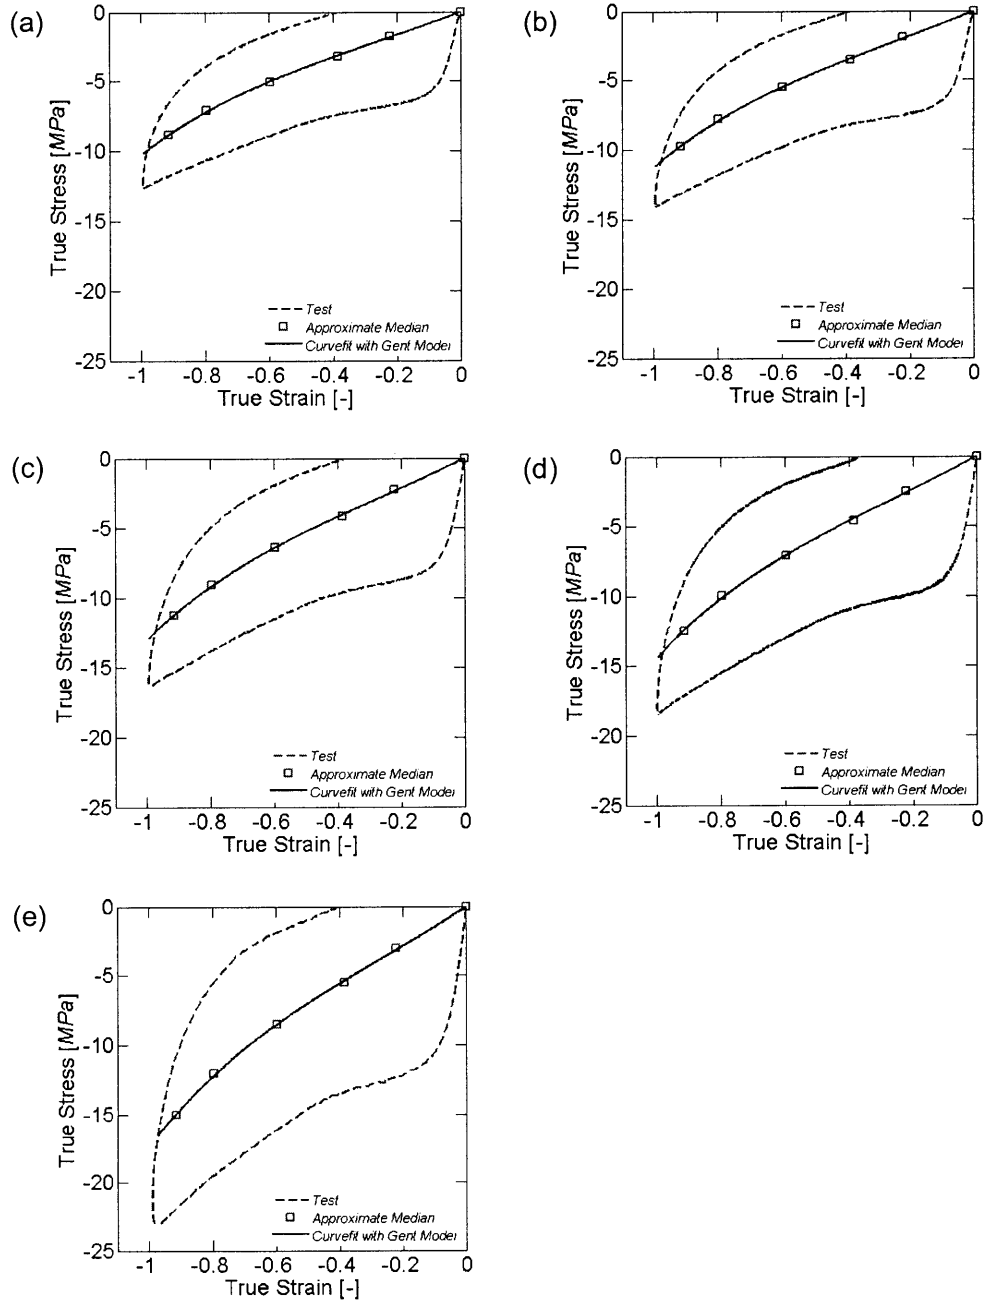 (a)
0
-5
-10
-15
-20
-25
True Stress [MPa]
Test
Approximate Median
Curvefit with Gent Model
-1 -0.8 -0.6 -0.4 -0.2 0
True Strain [-]
(b)
0
-5
-10
-15
-20
-25
True Stress [MPa]
Test
Approximate Median
Curvefit with Gent Model
-1 -0.8 -0.6 -0.4 -0.2 0
True Strain [-]
(c)
0
-5
-10
-15
-20
-25
True Stress [MPa]
Test
Approximate Median
Curvefit with Gent Model
-1 -0.8 -0.6 -0.4 -0.2 0
True Strain [-]
(d)
0
-5
-10
-15
-20
-25
True Stress [MPa]
Test
Approximate Median
Curvefit with Gent Model
-1 -0.8 -0.6 -0.4 -0.2 0
True Strain [-]
(e)
0
-5
-10
-15
-20
-25
True Stress [MPa]
Test
Approximate Median
Curvefit with Gent Model
-1 -0.8 -0.6 -0.4 -0.2 0
True Strain [-]